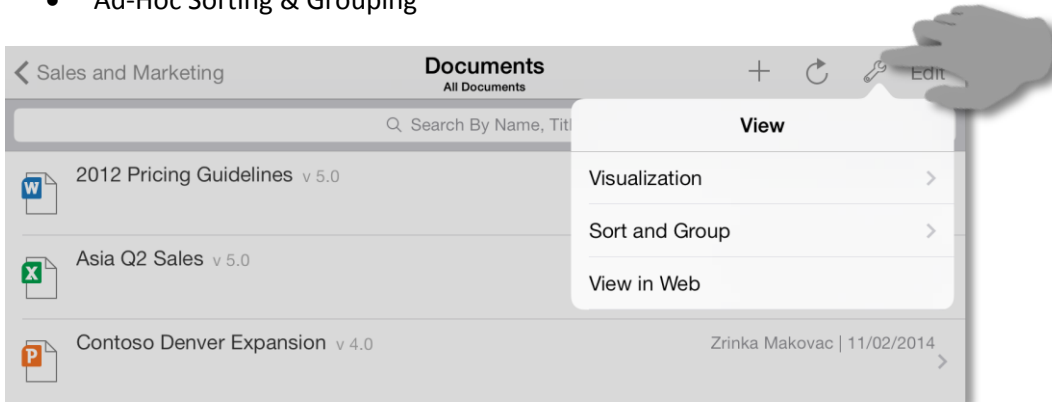 • Ad-Hoc Sorting & Grouping
Sales and Marketing
Documents
Edit
All Documents
Search By Name,
View
2012 Pricing Guidelines v 5.0
Visualization
Sort and Group
Asia Q2 Sales v 5.0
View in Web
Contoso Denver Expansion v 4.0
Zrinka Makovac | 11/02/2014
W
X
P